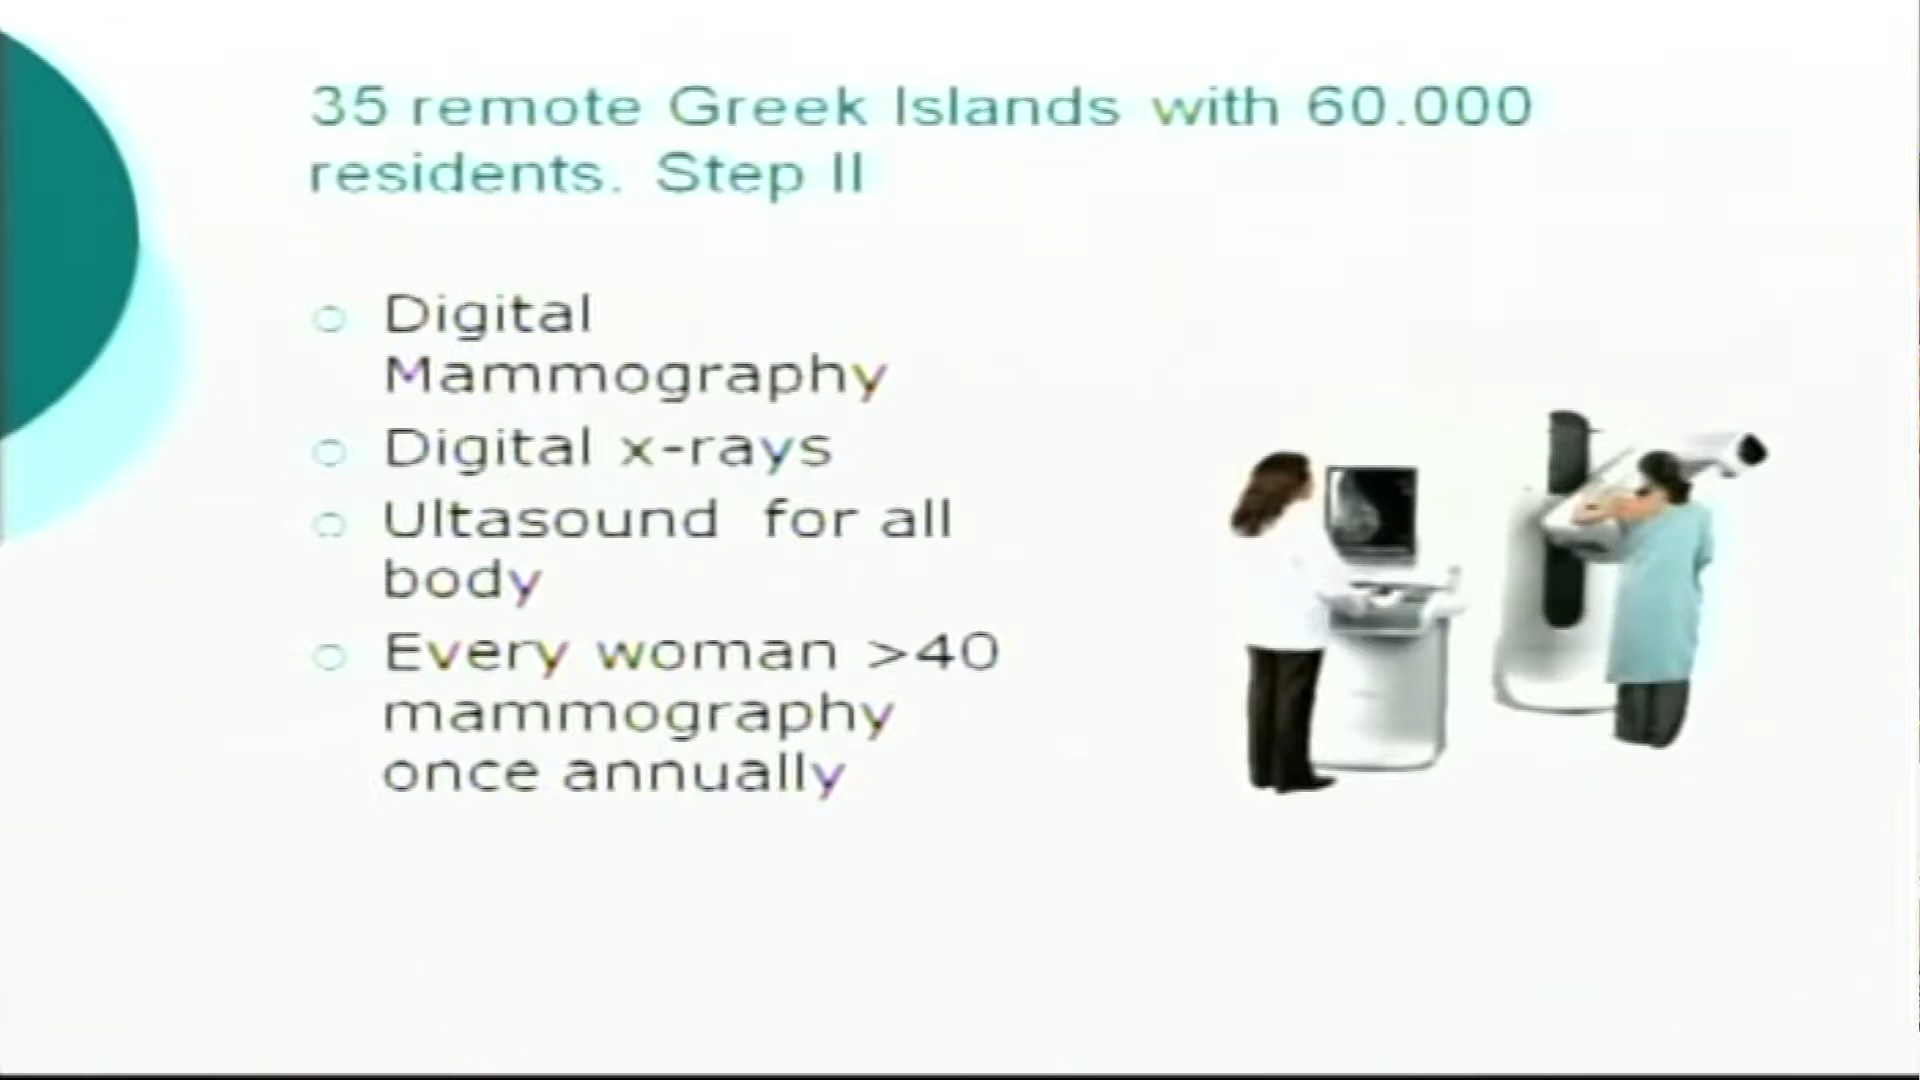 35 remote Greek Islands with 60.000
residents. Step II
Digital
Mammography
Digital x-rays
Ultasound for all
body
Every woman >40
mammography
once annually